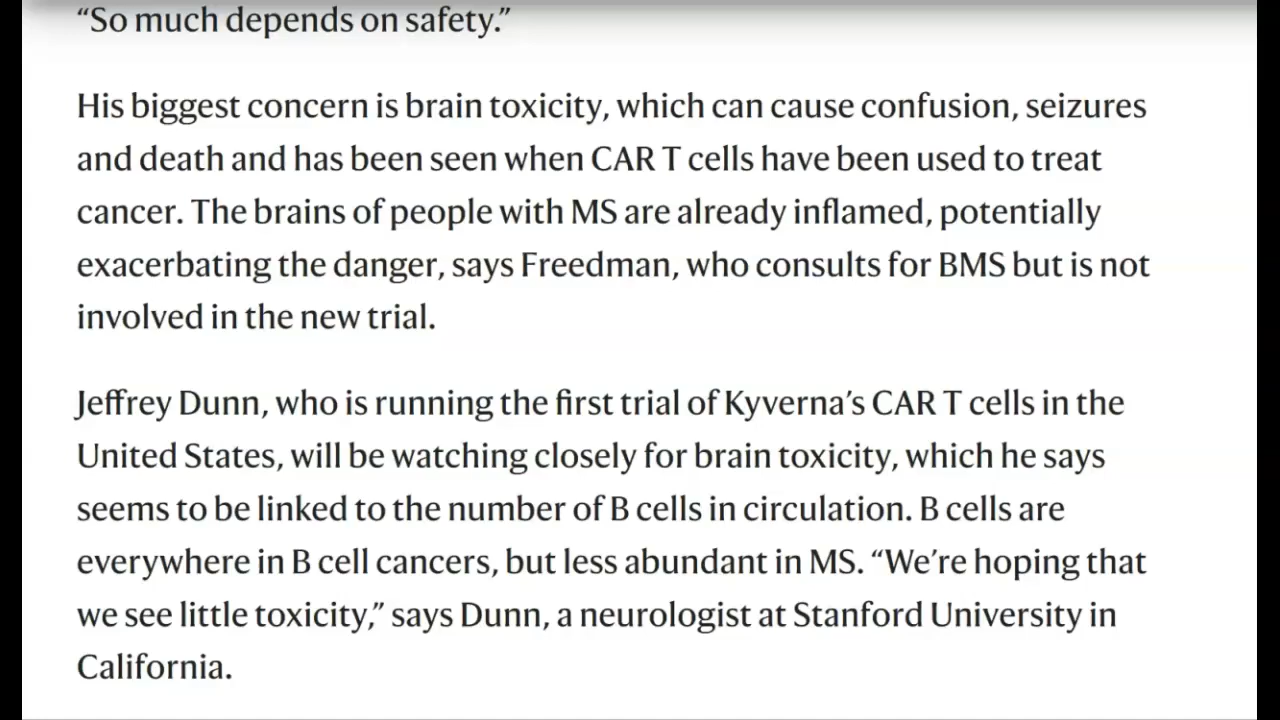 “So much depends on safety.”
His biggest concern is brain toxicity, which can cause confusion, seizures
and death and has been seen when CAR T cells have been used to treat
cancer. The brains of people with MS are already inflamed, potentially
exacerbating the danger, says Freedman, who consults for BMS but is not
involved in the new trial.
Jeffrey Dunn, who is running the first trial of Kyverna’s CAR T cells in the
United States, will be watching closely for brain toxicity, which he says
seems to be linked to the number of B cells in circulation. B cells are
everywhere in B cell cancers, but less abundant in MS. “We’re hoping that
we see little toxicity,” says Dunn, a neurologist at Stanford University in
California.